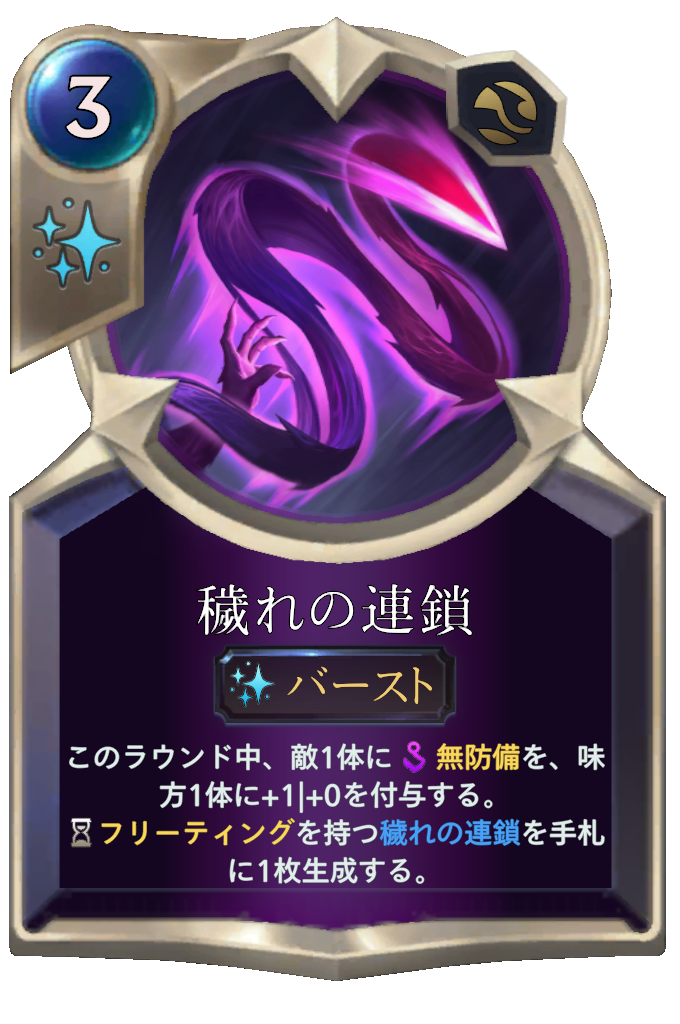 3
穢れの連鎖
バースト
このラウンド中、敵1体に 無防備を、味
方1体に+1|+0を付与する。
フリーティングを持つ穢れの連鎖を手札
に1枚生成する。